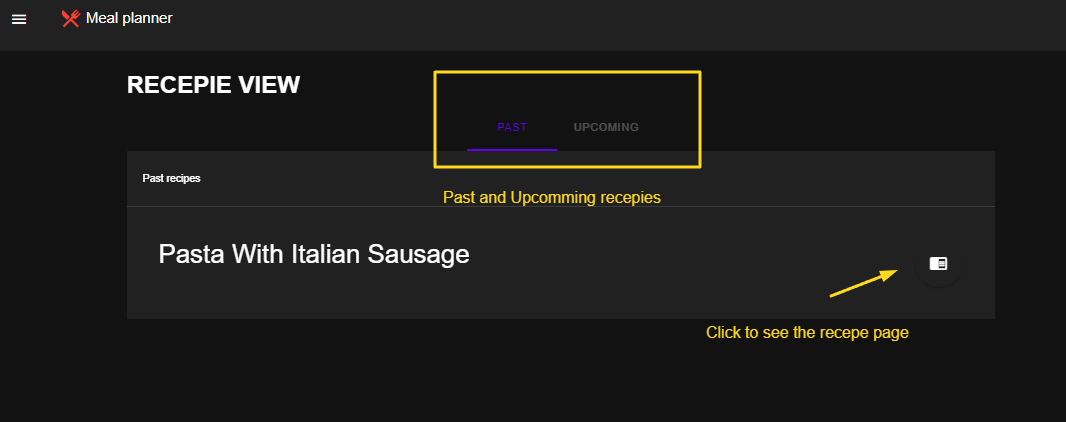 Meal planner
RECEPIE VIEW
PAST
UPCOMING
Past recipes
Past and Upcomming recepies
Pasta With Italian Sausage
Click to see the recepe page